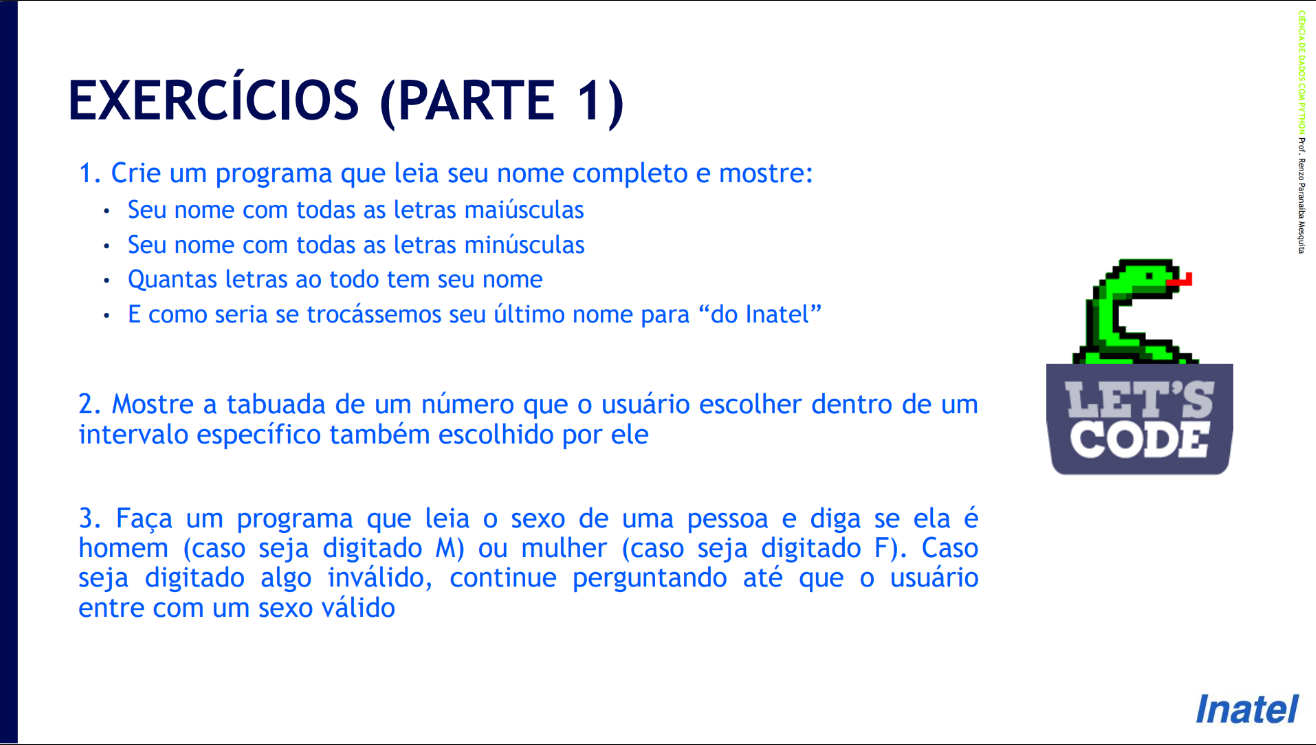 CIÊNCIA DE DADOS COM PYTHON Prof. Renzo Paranaíba Mesquita
EXERCÍCIOS (PARTE 1)
1. Crie um programa que leia seu nome completo e mostre:
• Seu nome com todas as letras maiúsculas
• Seu nome com todas as letras minúsculas
• Quantas letras ao todo tem seu nome
• E como seria se trocássemos seu último nome para “do Inatel”
2. Mostre a tabuada de um número que o usuário escolher dentro de um
intervalo específico também escolhido por ele
3. Faça um programa que leia o sexo de uma pessoa e diga se ela é
homem (caso seja digitado M) ou mulher (caso seja digitado F). Caso
seja digitado algo inválido, continue perguntando até que o usuário
entre com um sexo válido
LET'S
CODE
Inatel